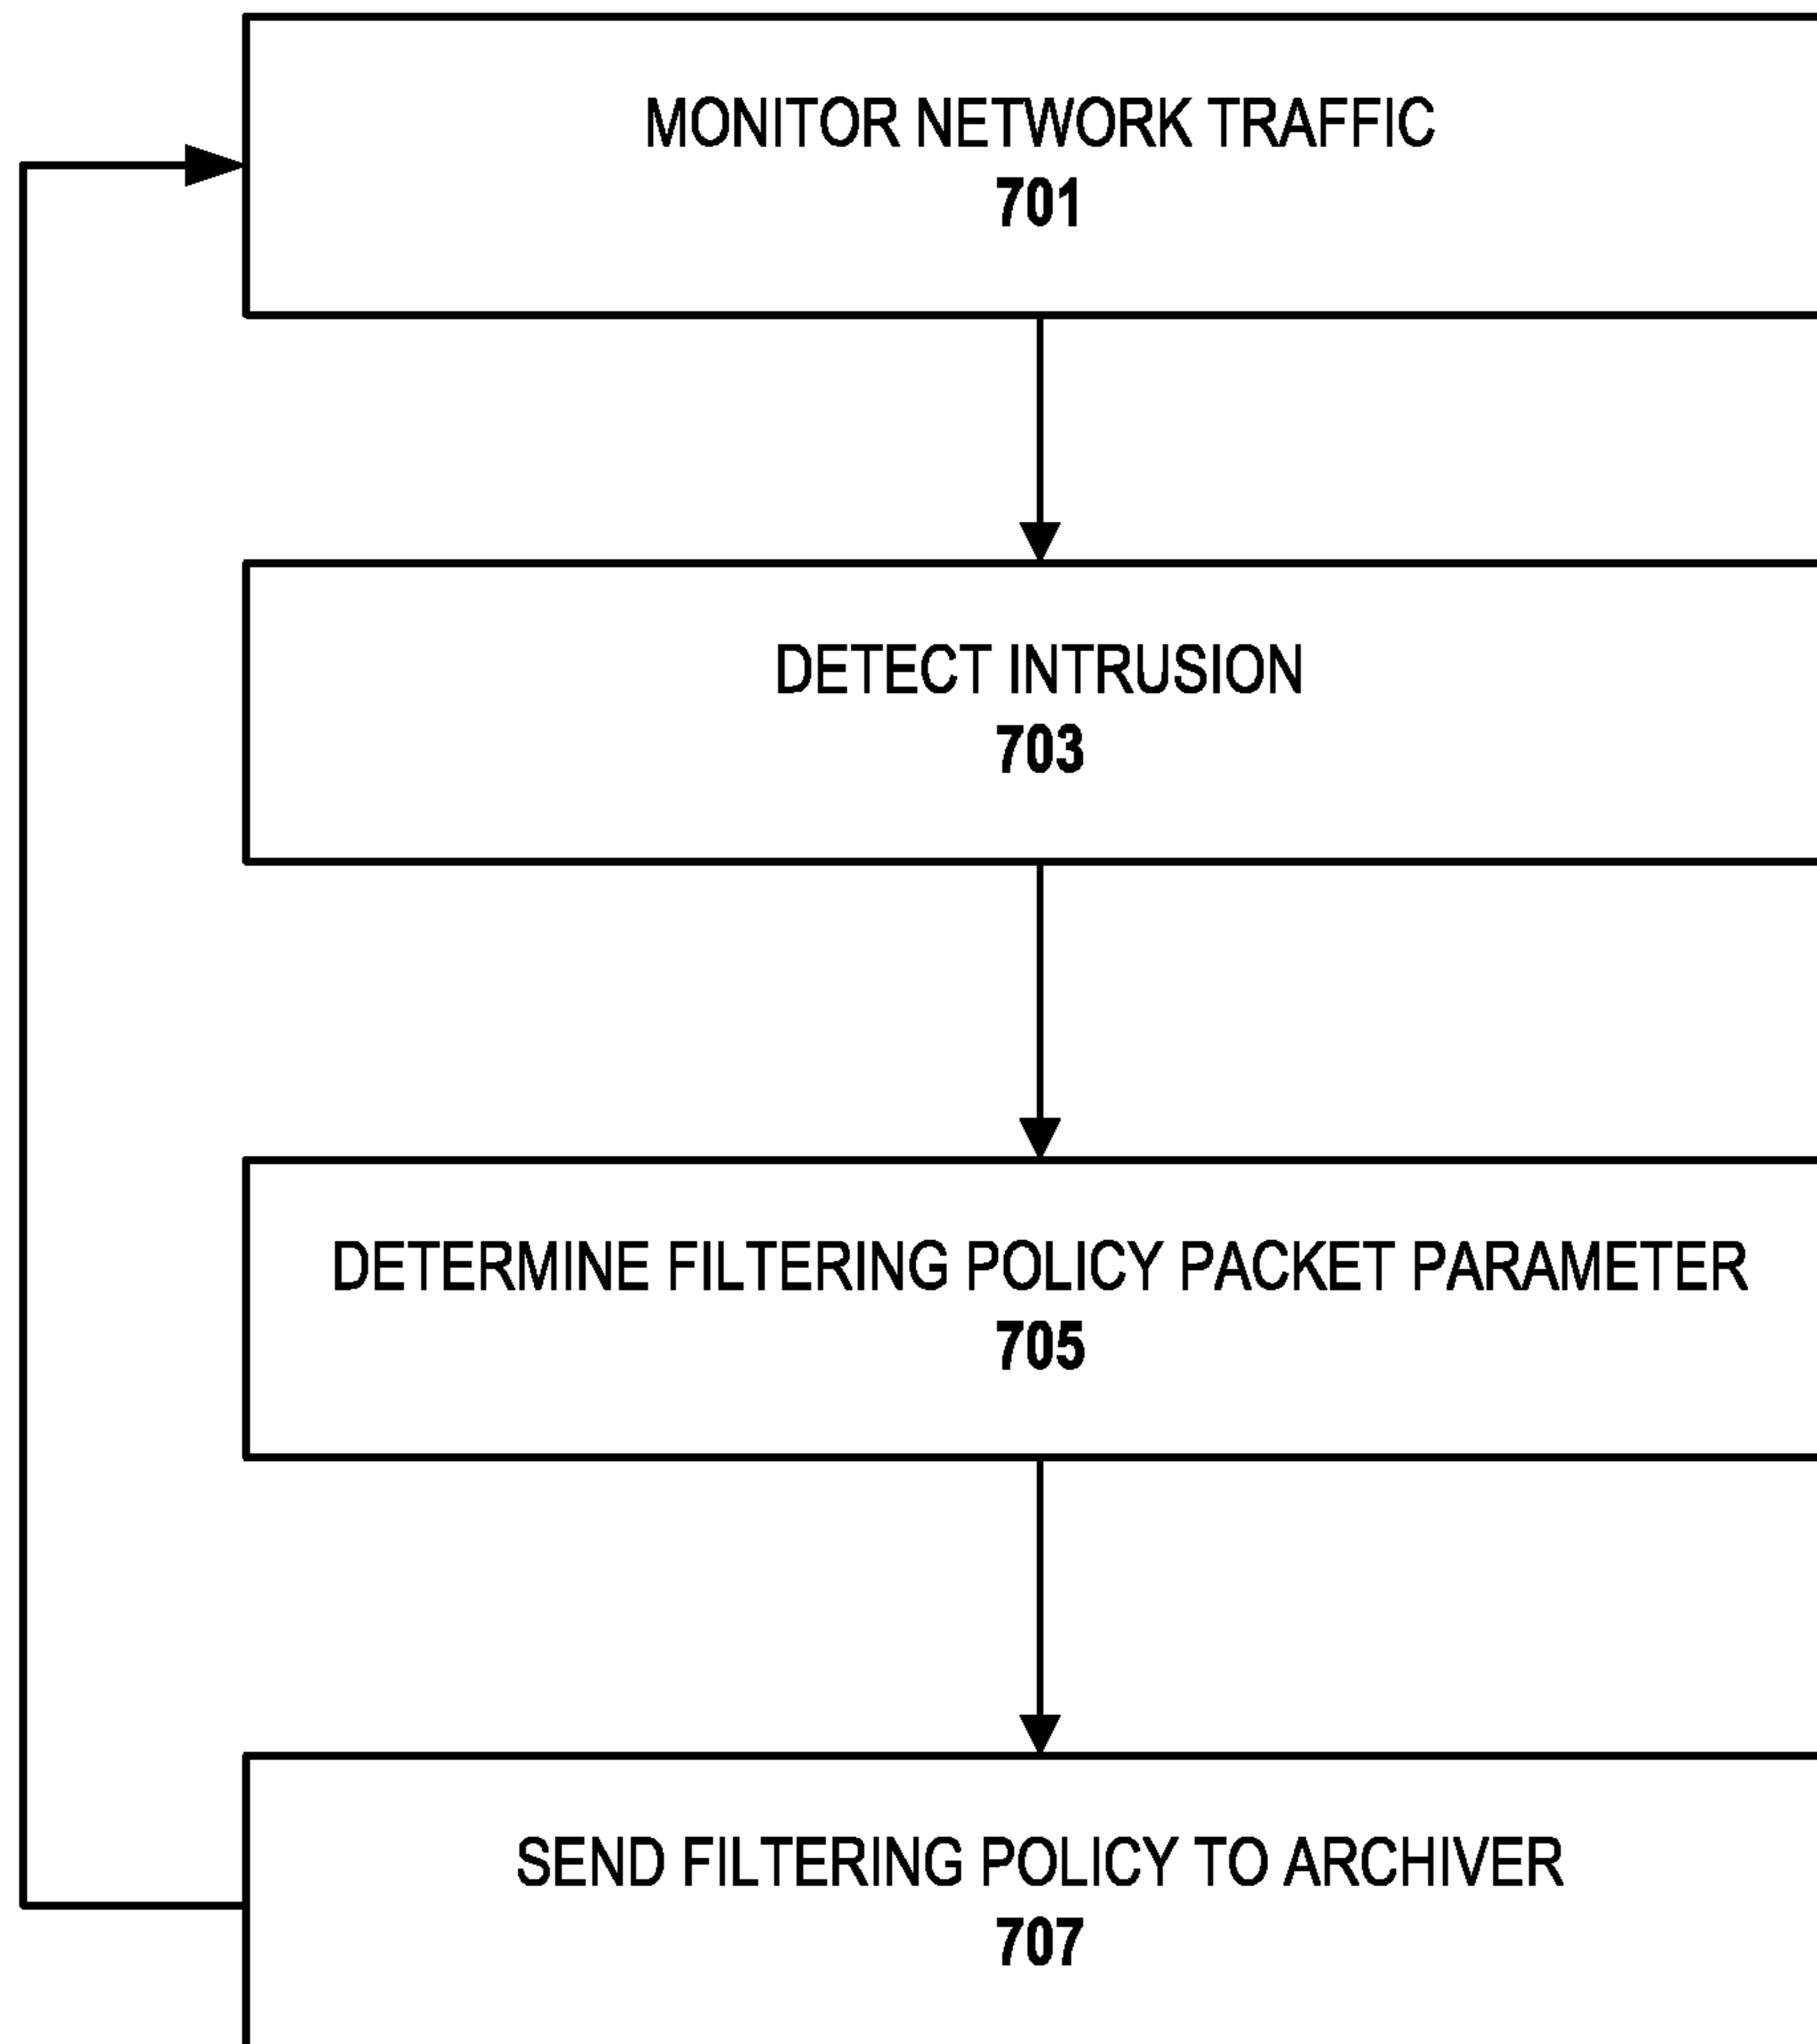 MONITOR NETWORK TRAFFIC
701
DETECT INTRUSION
703
DETERMINE FILTERING POLICY PACKET PARAMETER
705
SEND FILTERING POLICY TO ARCHIVER
707